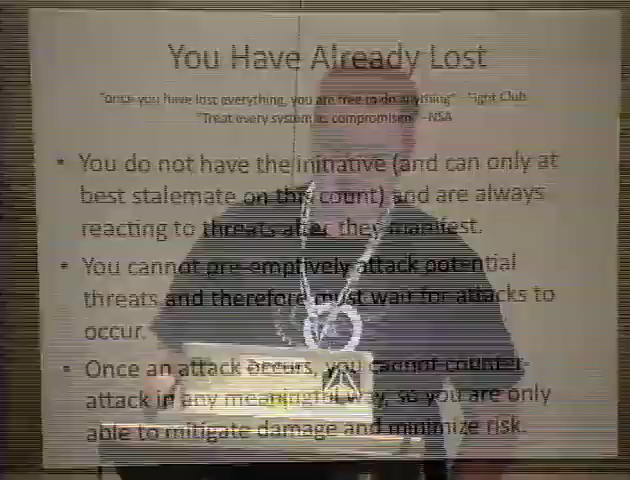 You Have Already Lost
"once you have lost everything, you are free to do anything" - Fight Club
"Treat every system as compromised" -NSA
• You do not have the initiative (and can only at
best stalemate on this count) and are always
reacting to threats after they manifest.
• You cannot pre-emptively attack potential
threats and therefore must wait for attacks to
occur.
• Once an attack occurs, you cannot counter-
attack in any meaningful way, so you are only
able to mitigate damage and minimize risk.